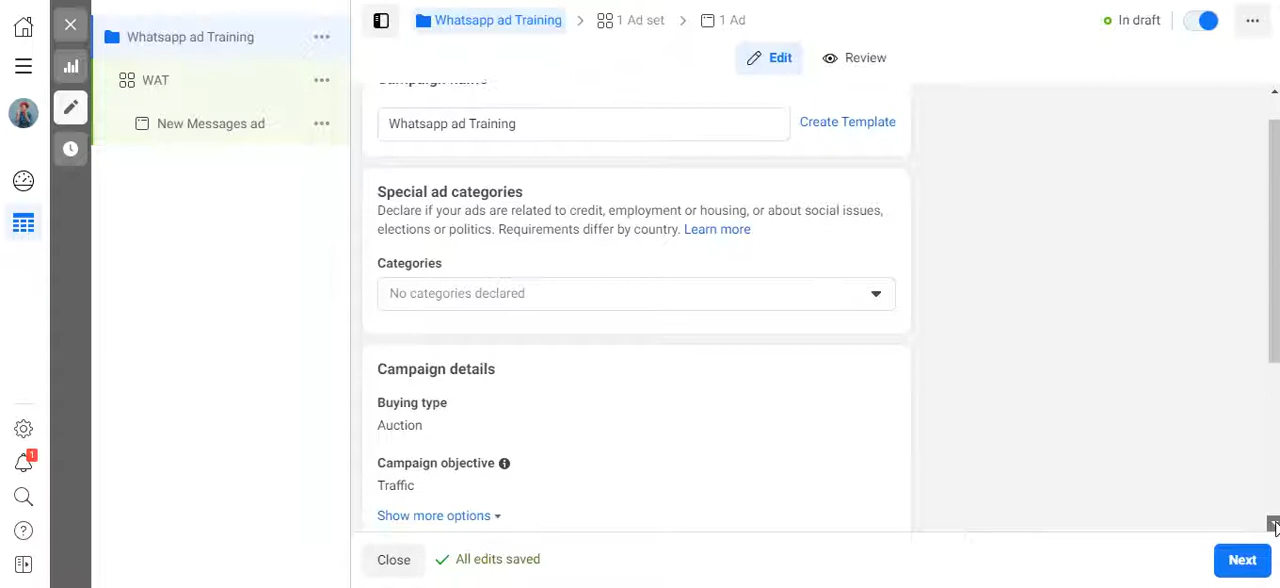 Whatsapp ad Training
WAT
New Messages ad
Whatsapp ad Training
1 Ad set
1 Ad
In draft
Edit
Review
Campaign name
Whatsapp ad Training
Create Template
Special ad categories
Declare if your ads are related to credit, employment or housing, or about social issues,
elections or politics. Requirements differ by country. Learn more
Categories
No categories declared
Campaign details
Buying type
Auction
Campaign objective
Traffic
Show more options
Close
All edits saved
Next
1